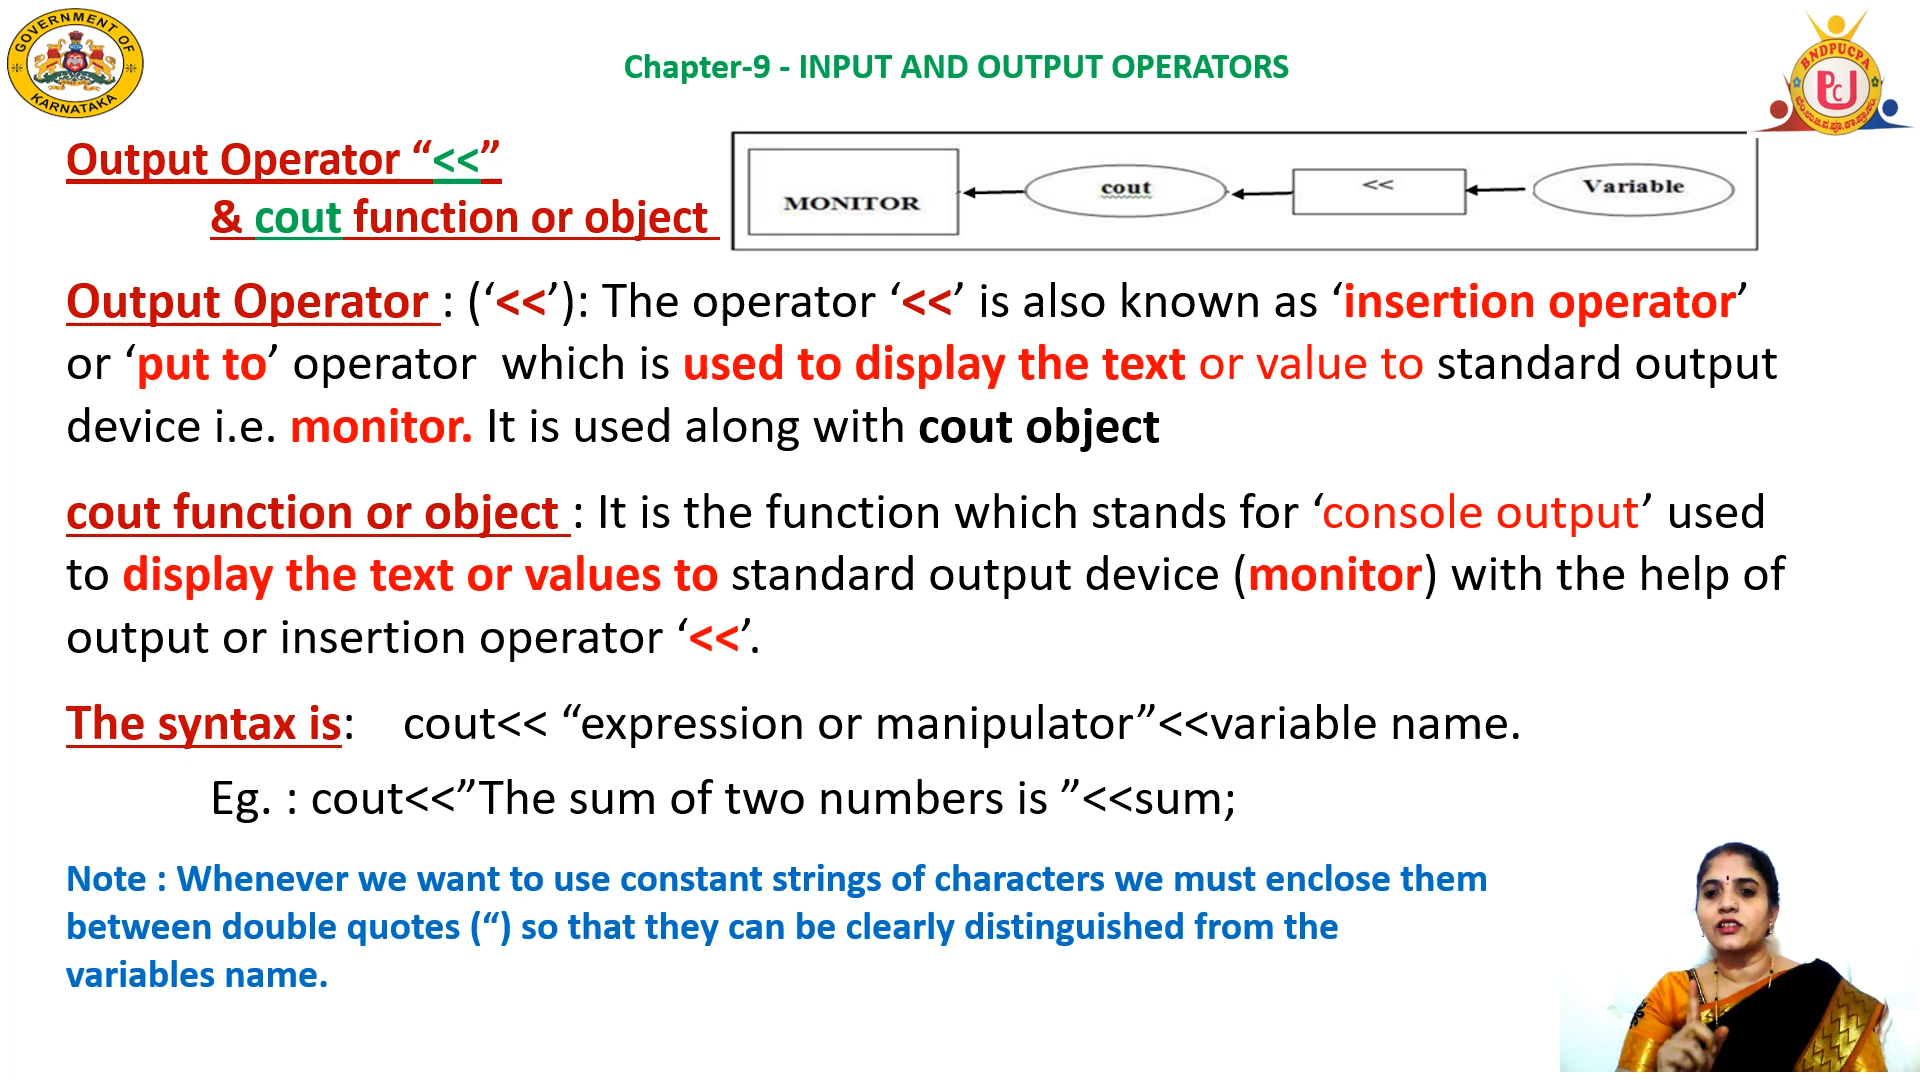 GOVERNMENT OF
KARNATAKA
Chapter-9 - INPUT AND OUTPUT OPERATORS
BNDPUCPA
PCU
Output Operator “<<”
& cout function or object
MONITOR
cout
<<
Variable
Output Operator : (‘<<’): The operator ‘<<’ is also known as ‘insertion operator’
or ‘put to’ operator which is used to display the text or value to standard output
device i.e. monitor. It is used along with cout object
cout function or object : It is the function which stands for ‘console output’ used
to display the text or values to standard output device (monitor) with the help of
output or insertion operator ‘<<’.
The syntax is: cout<< “expression or manipulator”<<variable name.
Eg. : cout<<”The sum of two numbers is ”<<sum;
Note : Whenever we want to use constant strings of characters we must enclose them
between double quotes (“) so that they can be clearly distinguished from the
variables name.